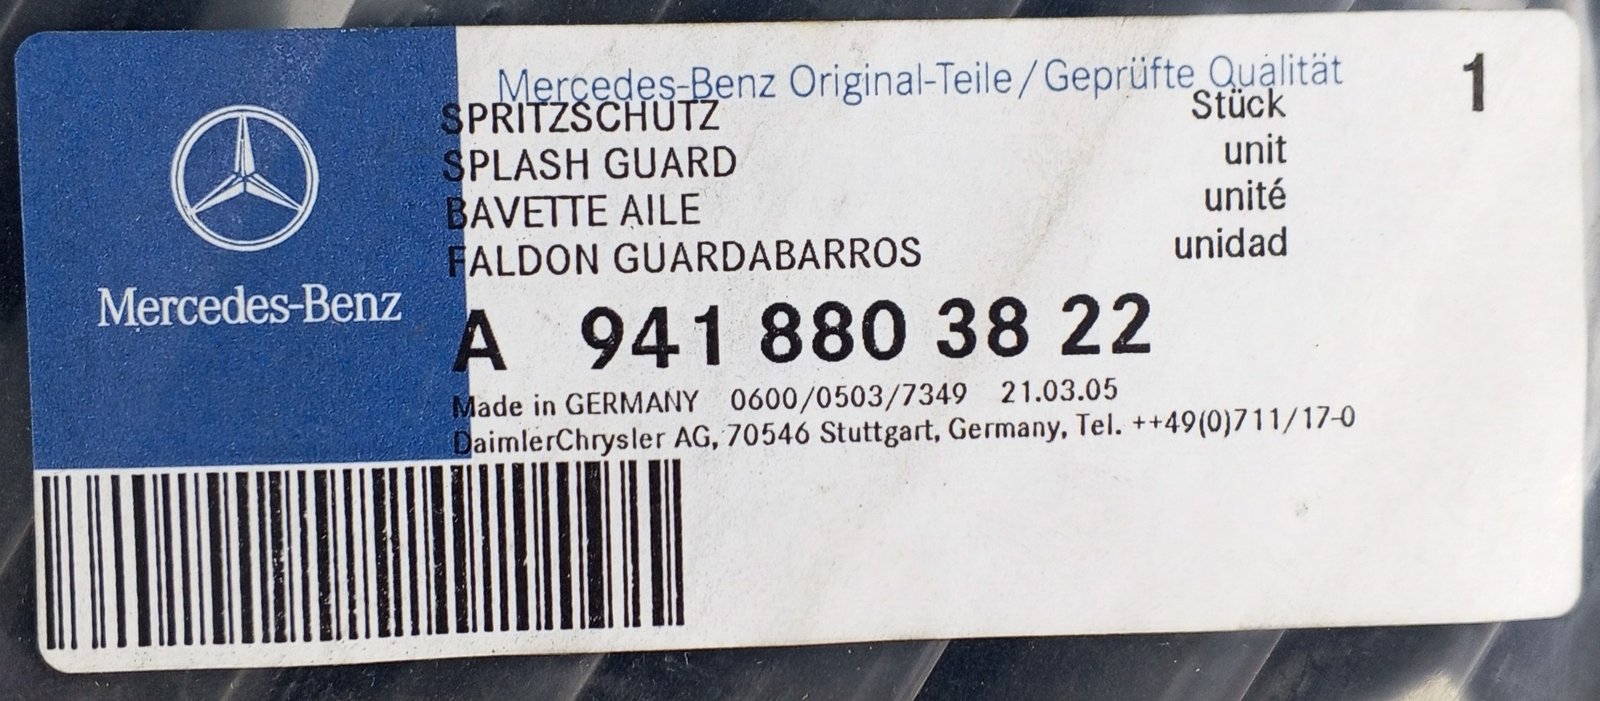 Mercedes-Benz Original-Teile / Geprüfte Qualität
SPRITZSCHUTZ Stück 1
SPLASH GUARD unit
BAVETTE AILE unité
FALDON GUARDABARROS unidad
Mercedes-Benz
A 941 880 38 22
Made in GERMANY 0600/0503/7349 21.03.05
DaimlerChrysler AG, 70546 Stuttgart, Germany, Tel. ++49(0)711/17-0